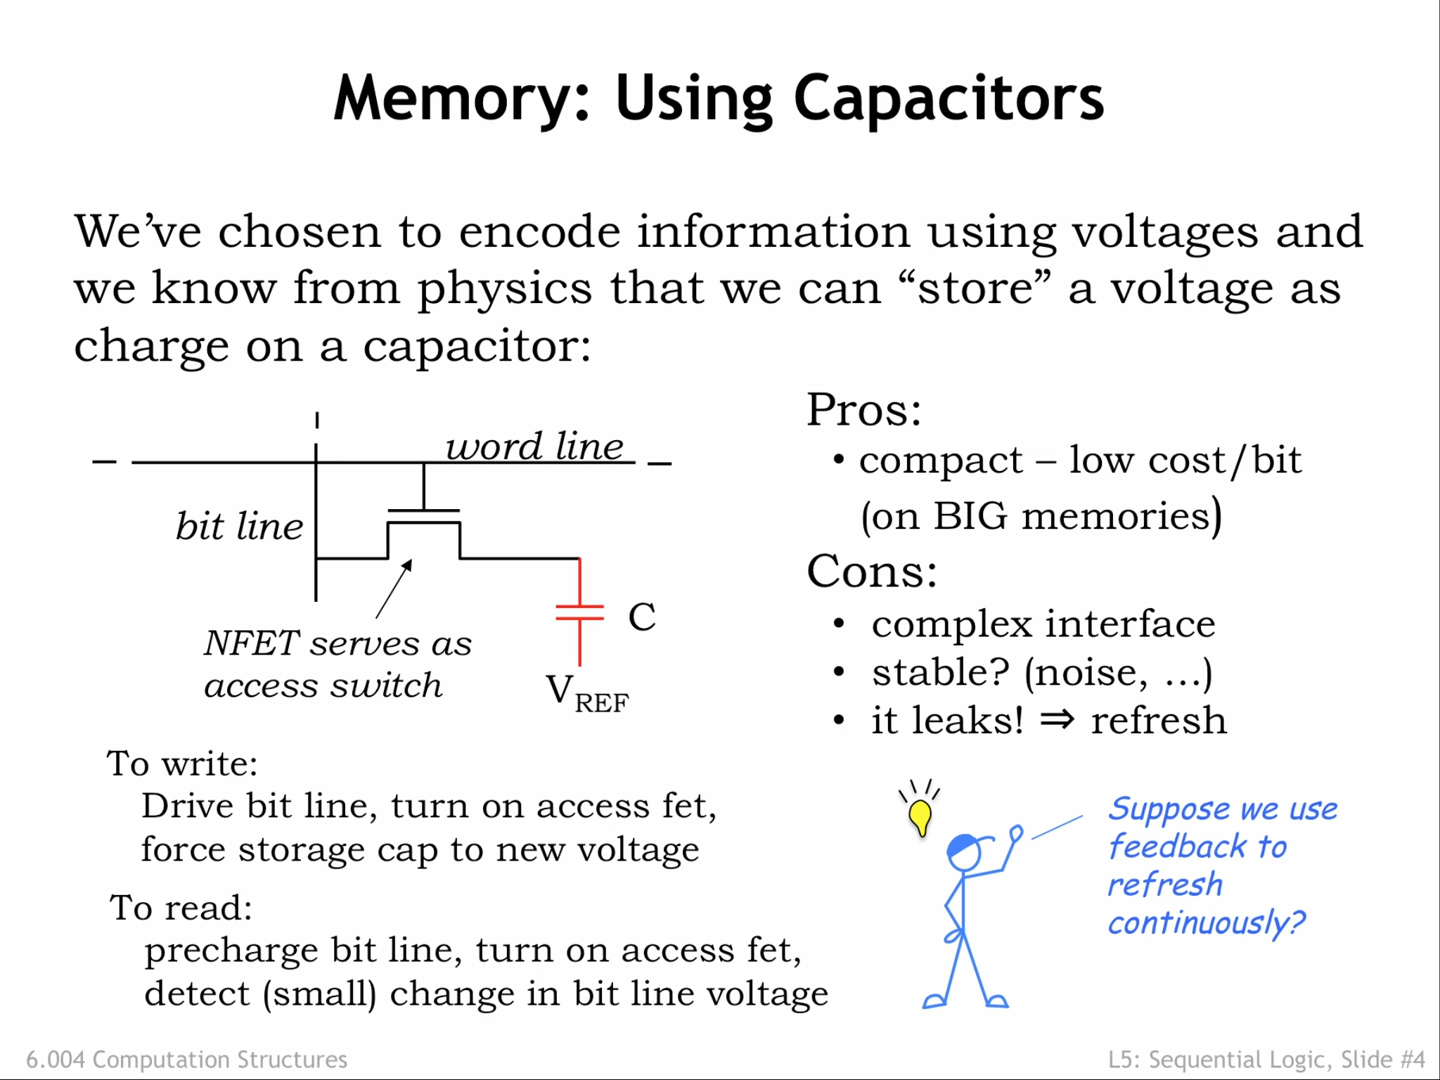 Memory: Using Capacitors
We’ve chosen to encode information using voltages and
we know from physics that we can “store” a voltage as
charge on a capacitor:
word line
bit line
NFET serves as
access switch
C
VREF
Pros:
• compact – low cost/bit
(on BIG memories)
Cons:
• complex interface
• stable? (noise, …)
• it leaks! ⇒ refresh
To write:
Drive bit line, turn on access fet,
force storage cap to new voltage
To read:
precharge bit line, turn on access fet,
detect (small) change in bit line voltage
Suppose we use
feedback to
refresh
continuously?
6.004 Computation Structures
L5: Sequential Logic, Slide #4